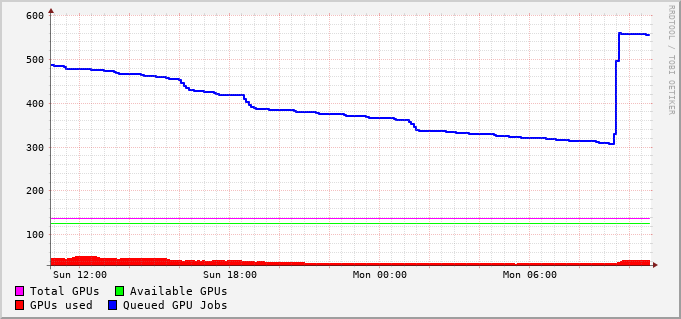 600
500
400
300
200
100
Sun 12:00 Sun 18:00 Mon 00:00 Mon 06:00
Total GPUs Available GPUs
GPUs used Queued GPU Jobs
RRDTOOL / TOBI OETIKER